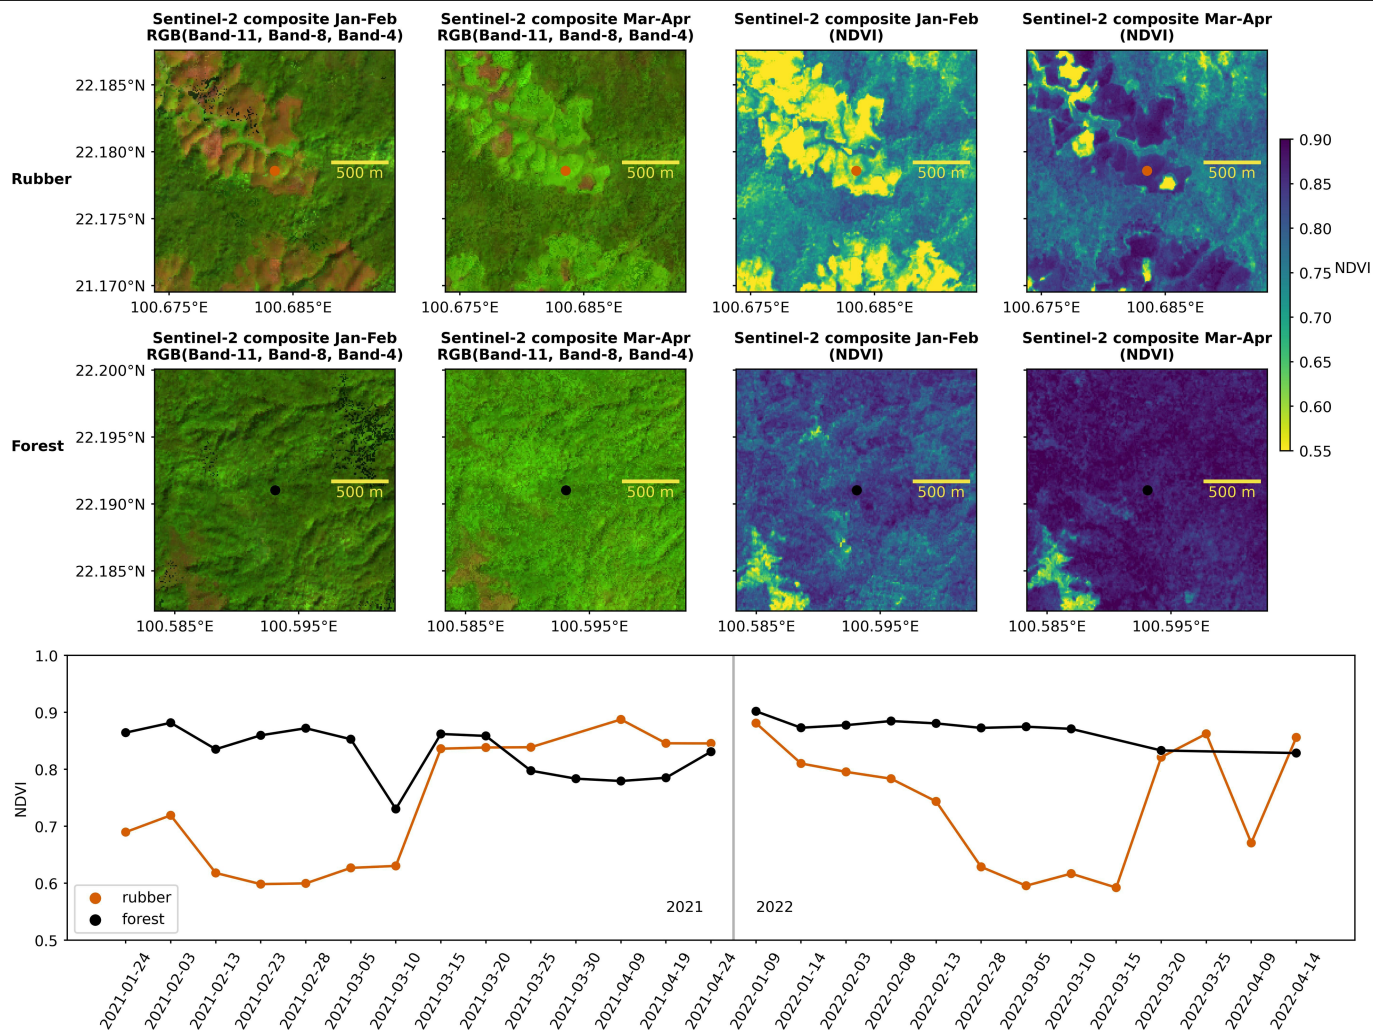 Sentinel-2 composite Jan-Feb
RGB(Band-11, Band-8, Band-4)
Sentinel-2 composite Mar-Apr
RGB(Band-11, Band-8, Band-4)
Sentinel-2 composite Jan-Feb
(NDVI)
Sentinel-2 composite Mar-Apr
(NDVI)
Rubber
22.185°N
22.180°N
22.175°N
21.170°N
500 m
500 m
500 m
500 m
100.675°E
100.685°E
100.675°E
100.685°E
100.675°E
100.685°E
100.675°E
100.685°E
0.90
0.85
0.80
0.75
0.70
0.65
0.60
0.55
NDVI
Sentinel-2 composite Jan-Feb
RGB(Band-11, Band-8, Band-4)
Sentinel-2 composite Mar-Apr
RGB(Band-11, Band-8, Band-4)
Sentinel-2 composite Jan-Feb
(NDVI)
Sentinel-2 composite Mar-Apr
(NDVI)
Forest
22.200°N
22.195°N
22.190°N
22.185°N
500 m
500 m
500 m
500 m
100.585°E
100.595°E
100.585°E
100.595°E
100.585°E
100.595°E
100.585°E
100.595°E
NDVI
1.0
0.9
0.8
0.7
0.6
0.5
rubber
forest
2021
2022
2021-01-24
2021-02-03
2021-02-13
2021-02-23
2021-02-28
2021-03-05
2021-03-10
2021-03-15
2021-03-20
2021-03-25
2021-03-30
2021-04-09
2021-04-19
2021-04-24
2022-01-09
2022-01-14
2022-02-03
2022-02-08
2022-02-13
2022-02-28
2022-03-05
2022-03-10
2022-03-15
2022-03-20
2022-03-25
2022-04-09
2022-04-14